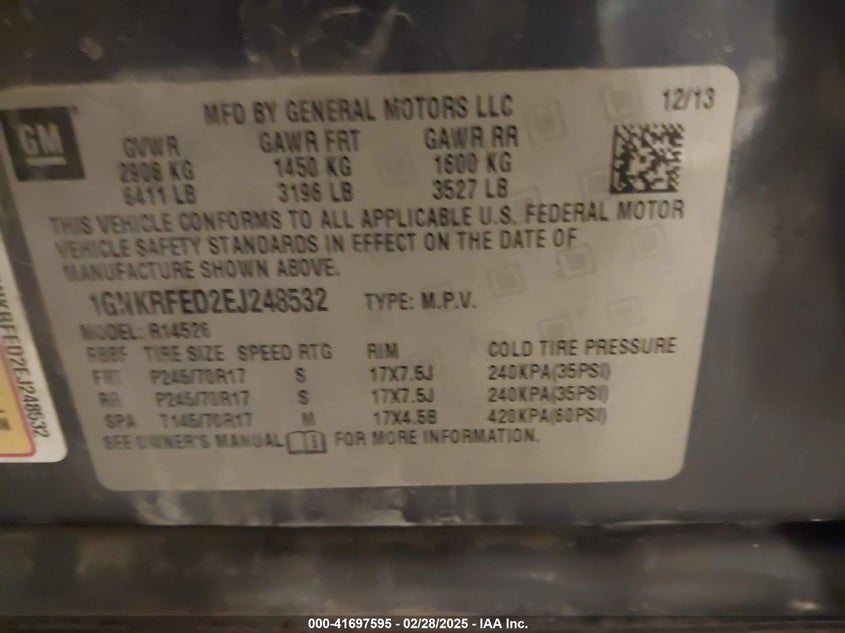 GM
MFD BY GENERAL MOTORS LLC 12/13
GVWR GAWR FRT GAWR RR
2908 KG 1450 KG 1600 KG
6411 LB 3196 LB 3527 LB
THIS VEHICLE CONFORMS TO ALL APPLICABLE U.S. FEDERAL MOTOR
VEHICLE SAFETY STANDARDS IN EFFECT ON THE DATE OF
MANUFACTURE SHOWN ABOVE.
1GNKRFED2EJ248532 TYPE: M.P.V.
MODEL: R14526
TIRE SIZE SPEED RTG RIM COLD TIRE PRESSURE
FRT P245/70R17 S 17X7.5J 240KPA(35PSI)
RR P245/70R17 S 17X7.5J 240KPA(35PSI)
SPA T145/70R17 M 17X4.5B 420KPA(60PSI)
SEE OWNER'S MANUAL FOR MORE INFORMATION.
000-41697595 - 02/28/2025 - IAA Inc.